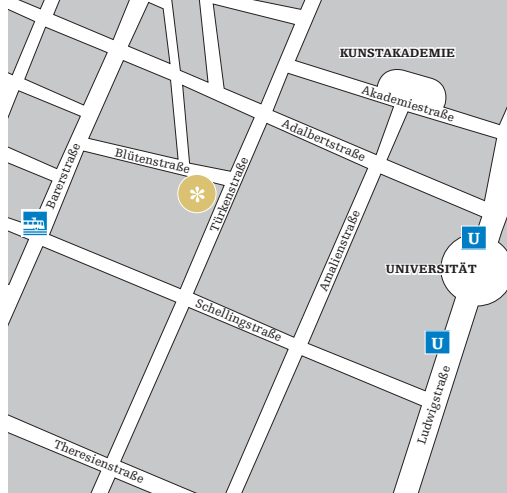 KUNSTAKADEMIE
Akademiestraße
Adalbertstraße
Blütenstraße
Barerstraße
Türkenstraße
Amalienstraße
U
UNIVERSITÄT
Schellingstraße
U
Ludwigstraße
Theresienstraße